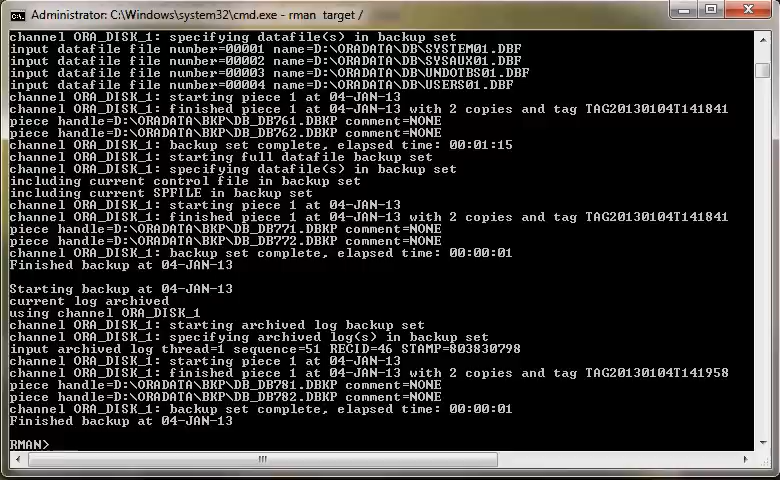 Administrator: C:\Windows\system32\cmd.exe - rman target /
channel ORA_DISK_1: specifying datafile(s) in backup set
input datafile file number=00001 name=D:\ORADATA\DB\SYSTEM01.DBF
input datafile file number=00002 name=D:\ORADATA\DB\SYSAUX01.DBF
input datafile file number=00003 name=D:\ORADATA\DB\UNDOTBS01.DBF
input datafile file number=00004 name=D:\ORADATA\DB\USERS01.DBF
channel ORA_DISK_1: starting piece 1 at 04-JAN-13
channel ORA_DISK_1: finished piece 1 at 04-JAN-13 with 2 copies and tag TAG20130104T141841
piece handle=D:\ORADATA\BKP\DB_DB761.DBKP comment=NONE
piece handle=D:\ORADATA\BKP\DB_DB762.DBKP comment=NONE
channel ORA_DISK_1: backup set complete, elapsed time: 00:01:15
channel ORA_DISK_1: starting full datafile backup set
channel ORA_DISK_1: specifying datafile(s) in backup set
including current control file in backup set
including current SPFILE in backup set
channel ORA_DISK_1: starting piece 1 at 04-JAN-13
channel ORA_DISK_1: finished piece 1 at 04-JAN-13 with 2 copies and tag TAG20130104T141841
piece handle=D:\ORADATA\BKP\DB_DB771.DBKP comment=NONE
piece handle=D:\ORADATA\BKP\DB_DB772.DBKP comment=NONE
channel ORA_DISK_1: backup set complete, elapsed time: 00:00:01
Finished backup at 04-JAN-13
Starting backup at 04-JAN-13
current log archived
using channel ORA_DISK_1
channel ORA_DISK_1: starting archived log backup set
channel ORA_DISK_1: specifying archived log(s) in backup set
input archived log thread=1 sequence=51 RECID=46 STAMP=803830798
channel ORA_DISK_1: starting piece 1 at 04-JAN-13
channel ORA_DISK_1: finished piece 1 at 04-JAN-13 with 2 copies and tag TAG20130104T141958
piece handle=D:\ORADATA\BKP\DB_DB781.DBKP comment=NONE
piece handle=D:\ORADATA\BKP\DB_DB782.DBKP comment=NONE
channel ORA_DISK_1: backup set complete, elapsed time: 00:00:01
Finished backup at 04-JAN-13
RMAN>